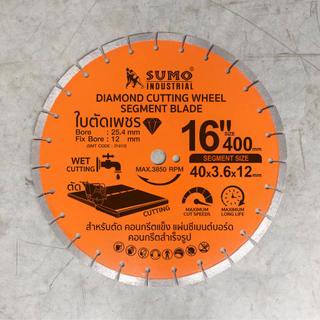 SUMO
INDUSTRIAL
DIAMOND CUTTING WHEEL
SEGMENT BLADE
ใบตัดเพชร
Bore : 25.4 mm
Fix Bore : 12 mm
16" SIZE 400mm
SEGMENT SIZE
40x3.6x12mm
WET CUTTING
MAX.3850 RPM
ตัด
CUTTING
MAXIMUM CUT SPEEDS
MAXIMUM LONG LIFE
สำหรับตัด คอนกรีตแข็ง แผ่นซีเมนต์บอร์ด
คอนกรีตสำเร็จรูป